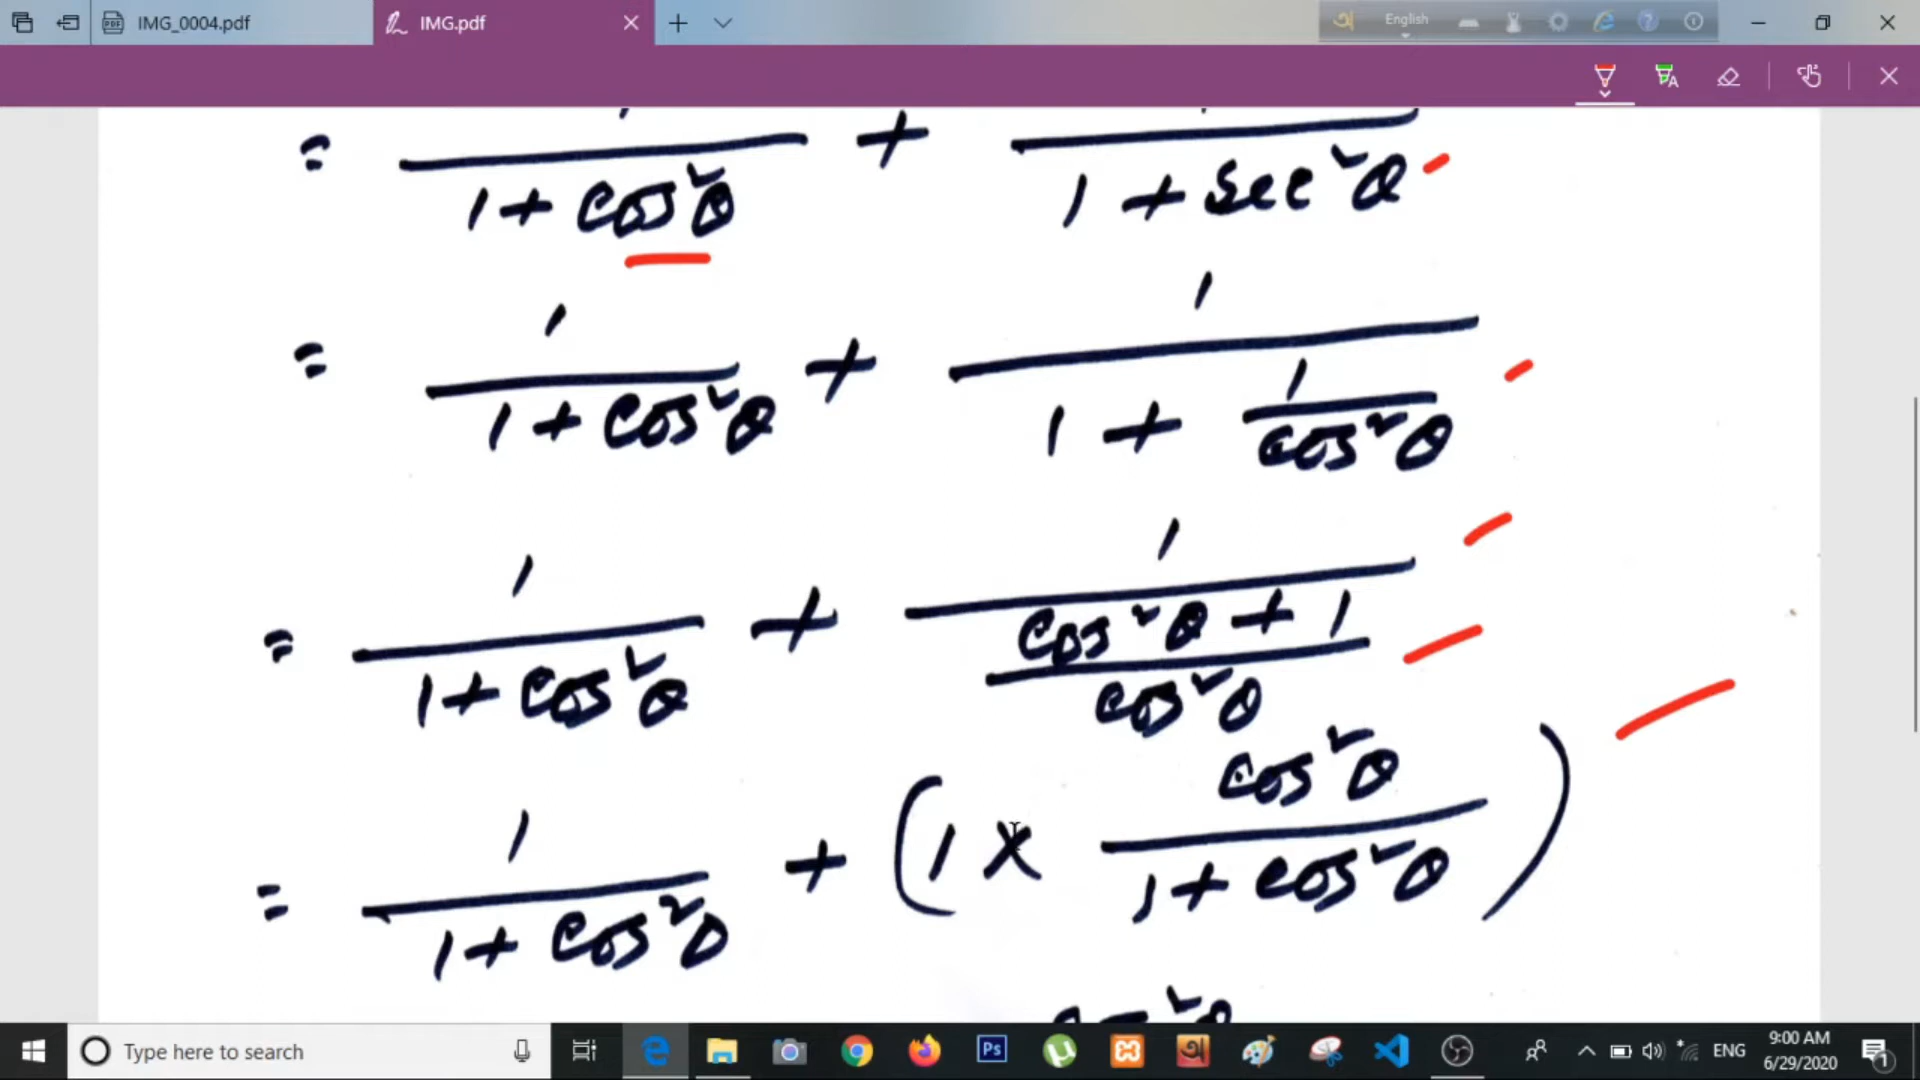 IMG_0004.pdf
IMG.pdf
English
= 1/(1 + cos²θ) + 1/(1 + sec²θ)
= 1/(1 + cos²θ) + 1/(1 + 1/cos²θ)
= 1/(1 + cos²θ) + 1/((cos²θ + 1)/cos²θ)
= 1/(1 + cos²θ) + (1 × cos²θ/(1 + cos²θ))
Type here to search
Ps
অ
ENG
9:00 AM
6/29/2020
1